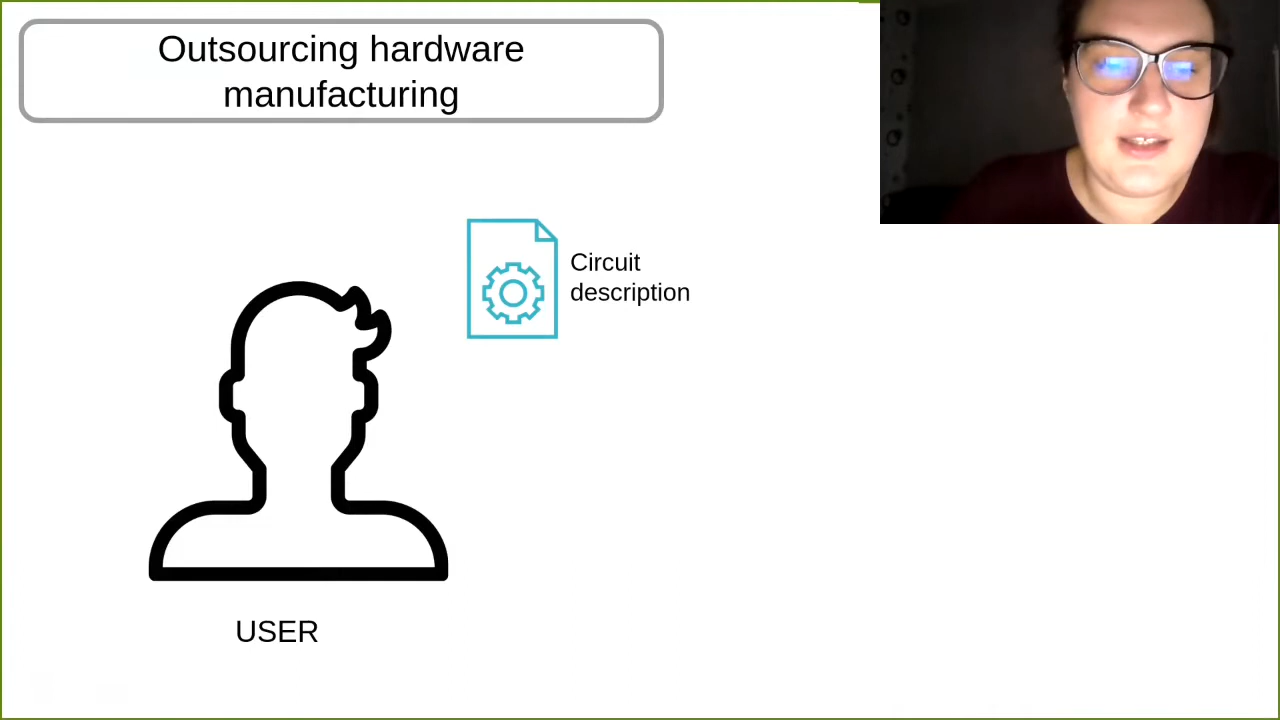 Outsourcing hardware
manufacturing
Circuit
description
USER